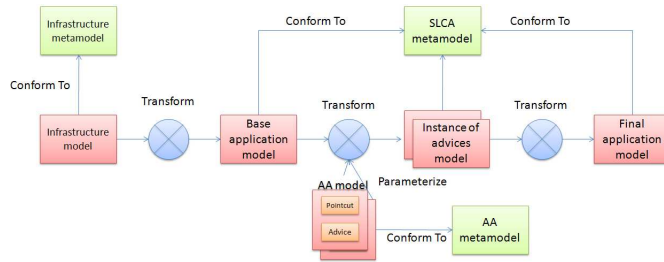 Infrastructure
metamodel
Conform To
SLCA
metamodel
Conform To
Conform To
Transform
Transform
Transform
Infrastructure
model
Base
application
model
Instance of
advices model
Final
application
model
AA model
Parameterize
Pointcut
Advice
Conform To
AA
metamodel